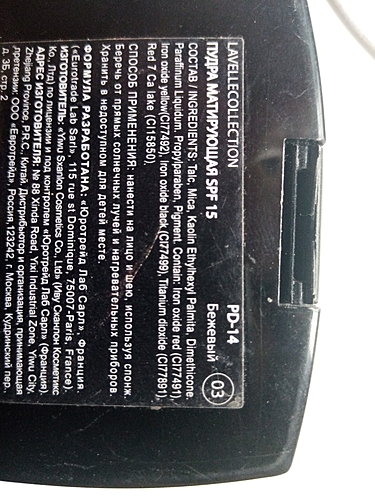 LAVELLECOLLECTION PD-14 03
ПУДРА МАТИРУЮЩАЯ SPF 15 Бежевый
СОСТАВ / INGREDIENTS: Talc, Mica, Kaolin Ethylhexyl Palmita, Dimethicone,
Paraffinum Liquidum, Propylparaben, Pigment. Contain: Iron oxide red (CI77491)
Iron oxide yellow(CI77492), Iron oxide black (CI77499), Titanium dioxide (CI77891),
Red 7 Ca lake (CI15850).
СПОСОБ ПРИМЕНЕНИЯ: нанести на лицо и шею, используя спонж.
Беречь от прямых солнечных лучей и нагревательных приборов.
Хранить в недоступном для детей месте.
ФОРМУЛА РАЗРАБОТАНА: «Юротрейд Лаб Сарл», Франция
(«Eurotrade Lab Sarl», 115 rue st Dominique, 75007-Paris, France).
ИЗГОТОВИТЕЛЬ: «Yiwu Skanlon Cosmetics Co., Ltd» (Иву Сканлон Косметикс
Ко., Лтд) по лицензии и под контролем «Юротрейд Лаб Сарл» (Франция)
АДРЕС ИЗГОТОВИТЕЛЯ: № 88 Xinda Road, Yixi Industrial Zone, Yiwu City,
Zhejiang Province, P.R.C., Китай. Дистрибьютор и организация, принимающая
претензии: ООО «Евротрейд», Россия, 123242, г. Москва, Кудринский пер.
д. 3Б, стр. 2